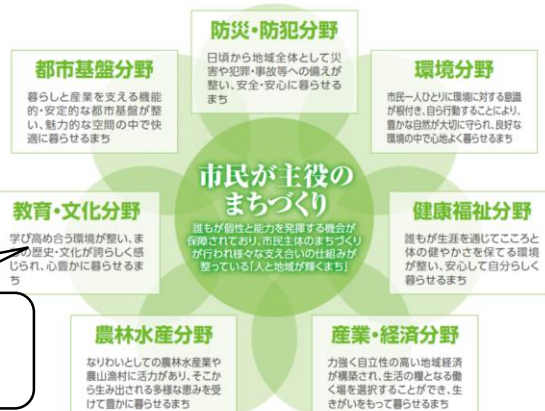 防災・防犯分野
日頃から地域全体として災
害や犯罪・事故等への備えが
整い、安全・安心に暮らせる
まち
都市基盤分野
暮らしと産業を支える機能
的・安定的な都市基盤が整
い、魅力的な空間の中で快
適に暮らせるまち
環境分野
市民一人ひとりに環境に対する意識
が根付き、自ら行動することにより、
豊かな自然が大切に守られ、良好な
環境の中で心地よく暮らせるまち
市民が主役の
まちづくり
誰もが個性と能力を発揮する機会が
保障されており、市民主体のまちづくり
が行われ様々な支え合いの仕組みが
整っている「人と地域が輝くまち」
教育・文化分野
学び高め合う環境が整い、ま
の歴史・文化が誇らしく感
じられ、心豊かに暮らせるま
ち
健康福祉分野
誰もが生涯を通じてこころと
体の健やかさを保てる環境
が整い、安心して自分らしく
暮らせるまち
農林水産分野
なりわいとしての農林水産業や
農山漁村に活力があり、そこか
ら生み出される多様な恵みを受
けて豊かに暮らせるまち
産業・経済分野
力強く自立性の高い地域経済
が構築され、生活の糧となる働
く場を選択することができ、生
きがいをもって暮らせるまち